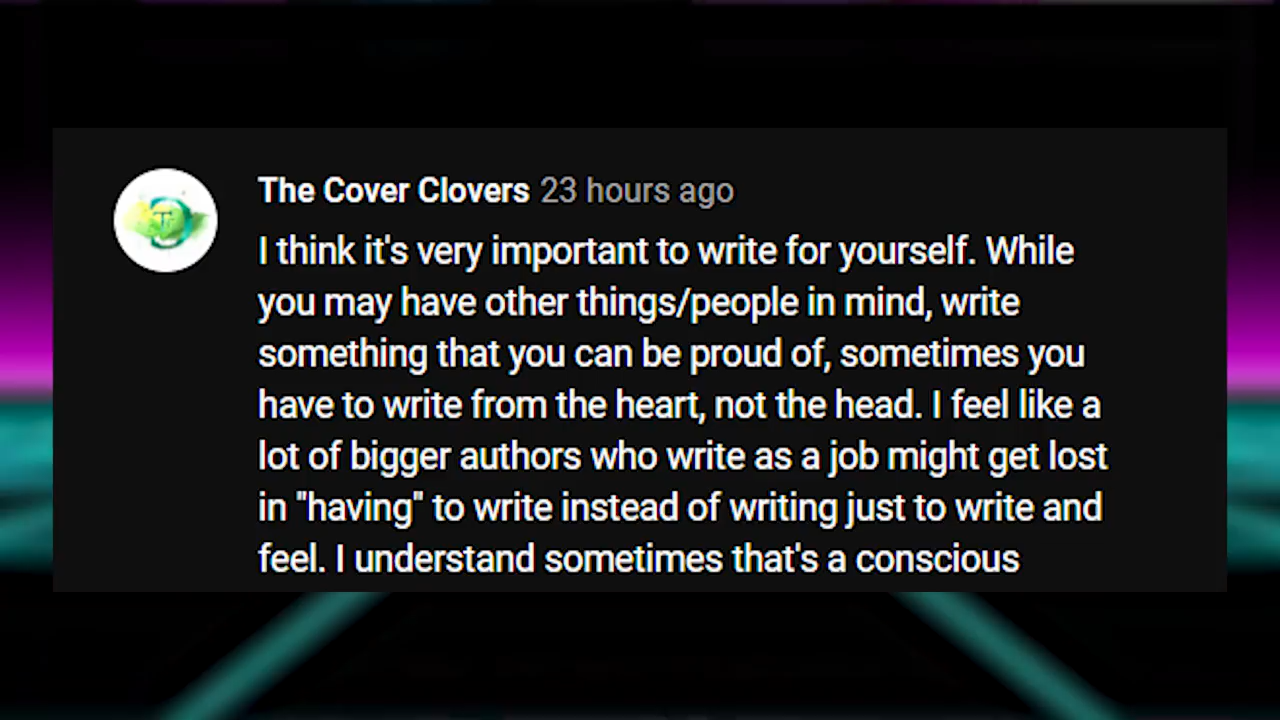 The Cover Clovers 23 hours ago
I think it's very important to write for yourself. While
you may have other things/people in mind, write
something that you can be proud of, sometimes you
have to write from the heart, not the head. I feel like a
lot of bigger authors who write as a job might get lost
in "having" to write instead of writing just to write and
feel. I understand sometimes that's a conscious